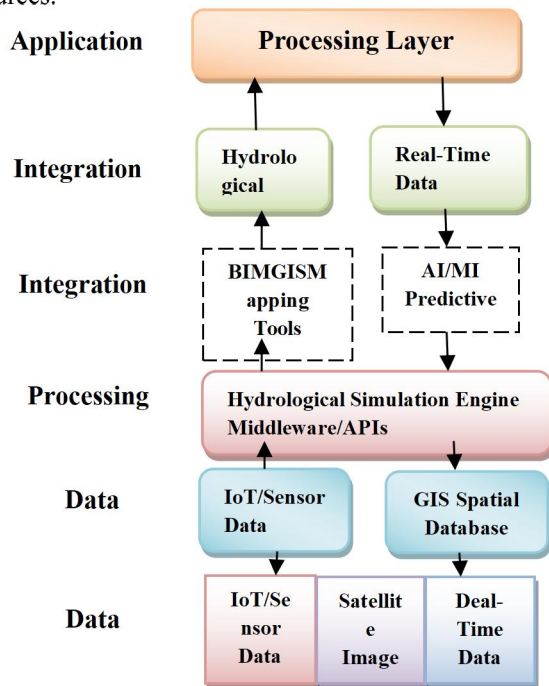 Application
Processing Layer
Integration
Hydrolo
gical
Real-Time
Data
Integration
BIMGISM
apping
Tools
AI/MI
Predictive
Processing
Hydrological Simulation Engine
Middleware/APIs
Data
IoT/Sensor
Data
GIS Spatial
Database
Data
IoT/Se
nsor
Data
Satellit
e
Image
Deal-
Time
Data